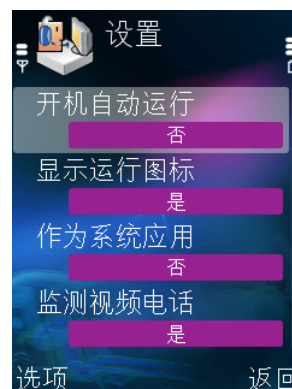 设置
开机自动运行
否
显示运行图标
是
作为系统应用
否
监测视频电话
是
选项 返回